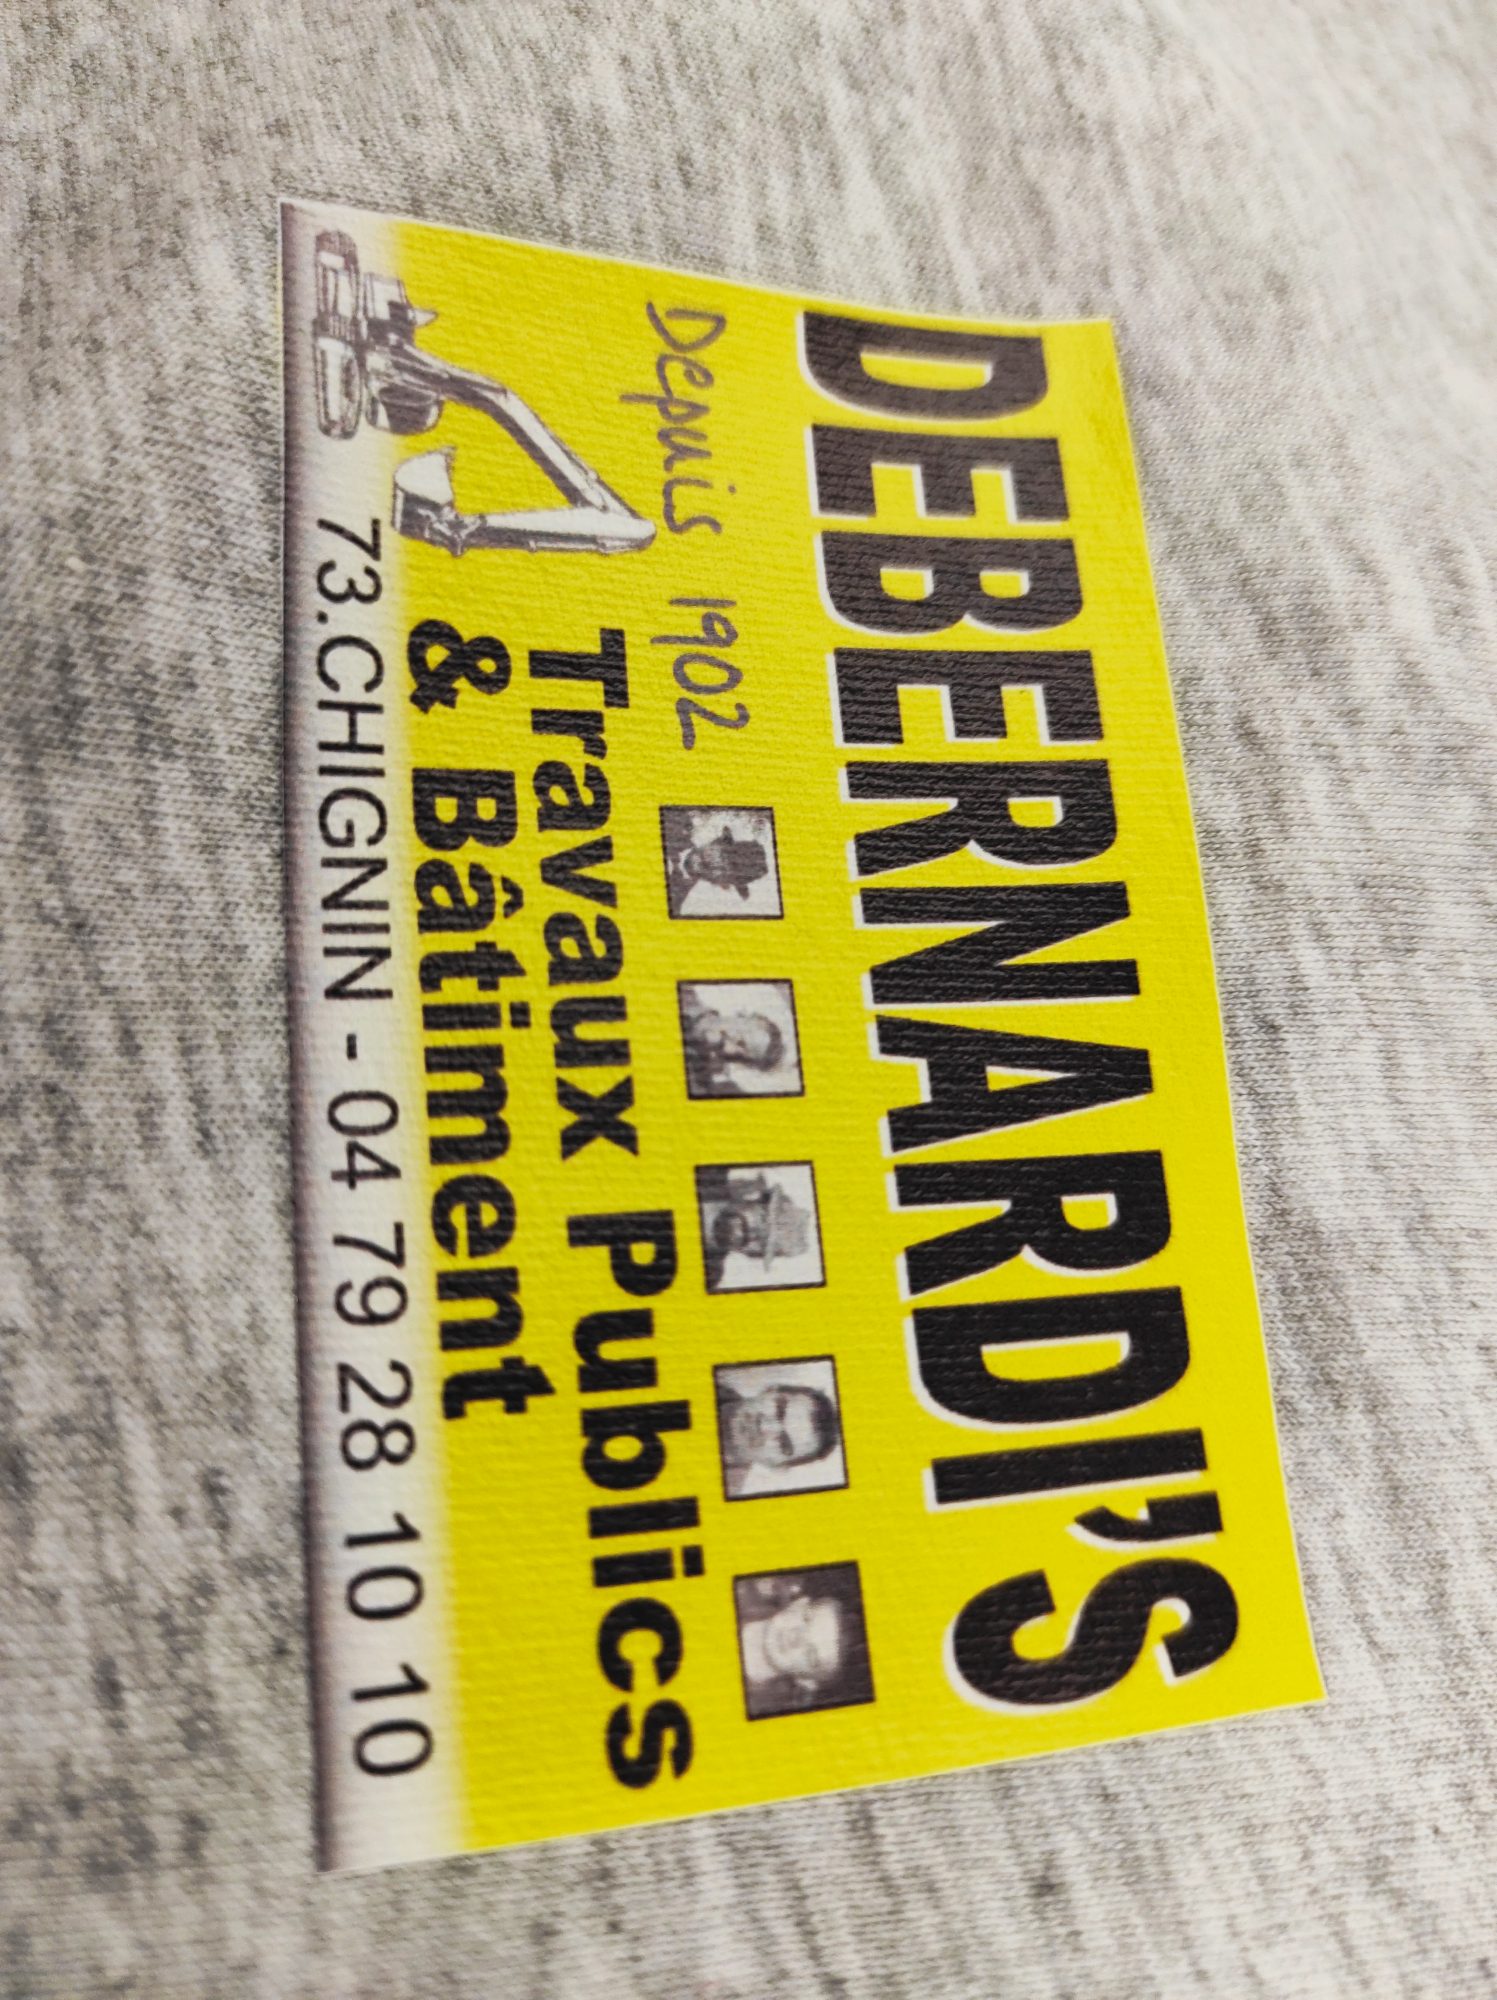 DEBERNARDI'S
Depuis 1902
Travaux Publics
& Bâtiment
73.CHIGNIN - 04 79 28 10 10